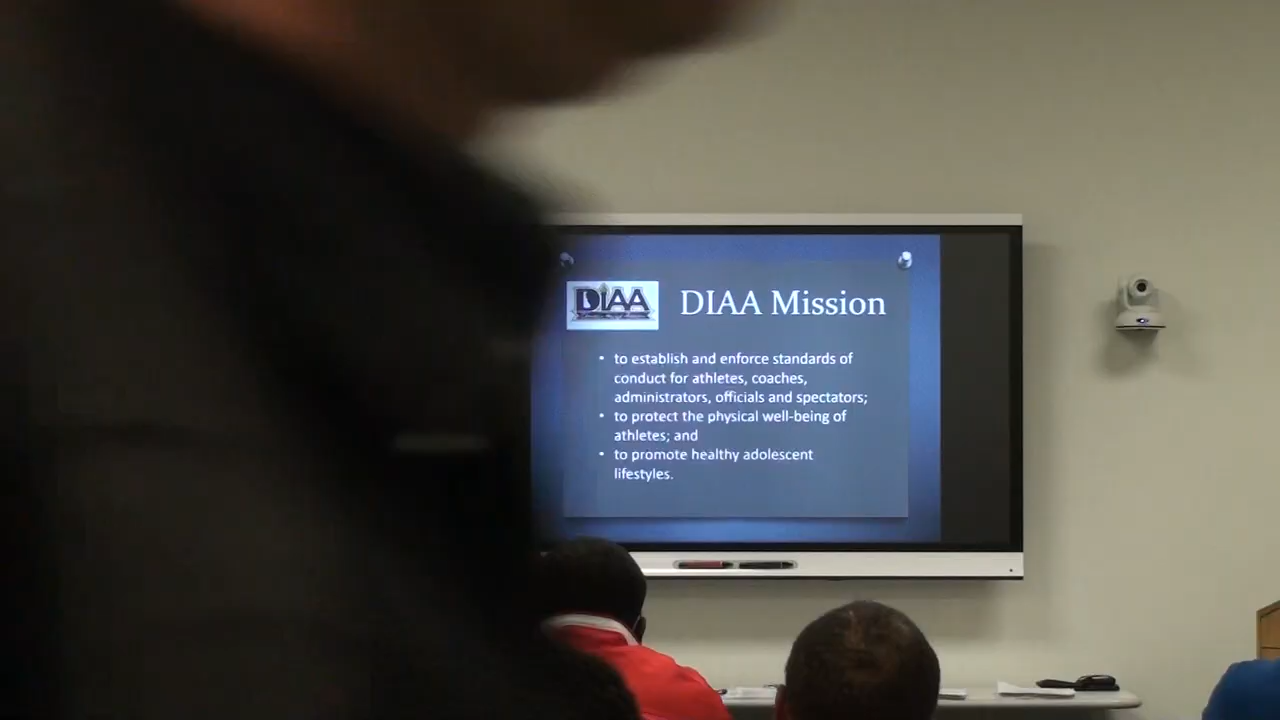 DIAA
DIAA Mission
• to establish and enforce standards of
conduct for athletes, coaches,
administrators, officials and spectators;
• to protect the physical well-being of
athletes; and
• to promote healthy adolescent
lifestyles.